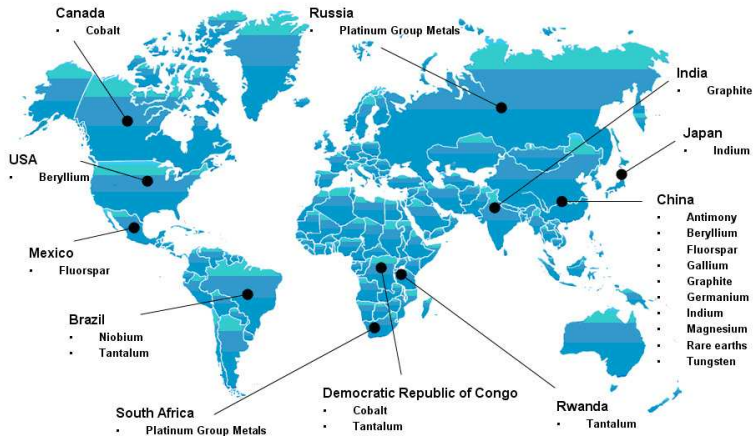 Canada
▪ Cobalt
Russia
▪ Platinum Group Metals
India
▪ Graphite
Japan
▪ Indium
USA
▪ Beryllium
China
▪ Antimony
▪ Beryllium
▪ Fluorspar
▪ Gallium
▪ Graphite
▪ Germanium
▪ Indium
▪ Magnesium
▪ Rare earths
▪ Tungsten
Mexico
▪ Fluorspar
Brazil
▪ Niobium
▪ Tantalum
South Africa
▪ Platinum Group Metals
Democratic Republic of Congo
▪ Cobalt
▪ Tantalum
Rwanda
▪ Tantalum